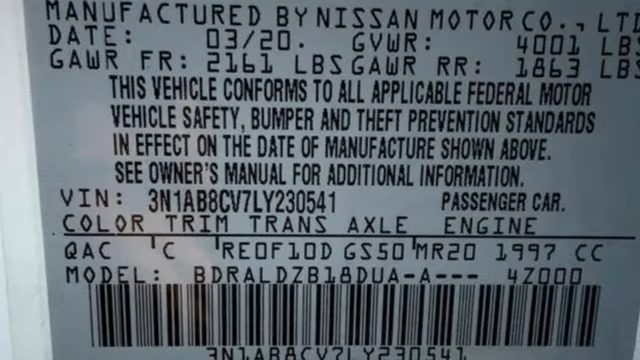 MANUFACTURED BY NISSAN MOTOR CO., LTD
DATE: 03/20. GVWR: 4001 LBS
GAWR FR: 2161 LBS GAWR RR: 1863 LBS
THIS VEHICLE CONFORMS TO ALL APPLICABLE FEDERAL MOTOR
VEHICLE SAFETY, BUMPER AND THEFT PREVENTION STANDARDS
IN EFFECT ON THE DATE OF MANUFACTURE SHOWN ABOVE.
SEE OWNER'S MANUAL FOR ADDITIONAL INFORMATION.
VIN: 3N1AB8CV7LY230541 PASSENGER CAR.
COLOR TRIM TRANS AXLE ENGINE
QAC C RE0F10D GS50 MR20 1997 CC
MODEL: BDRALDZB18DUA-A--- 4Z000
3N1AB8CV7LY230541